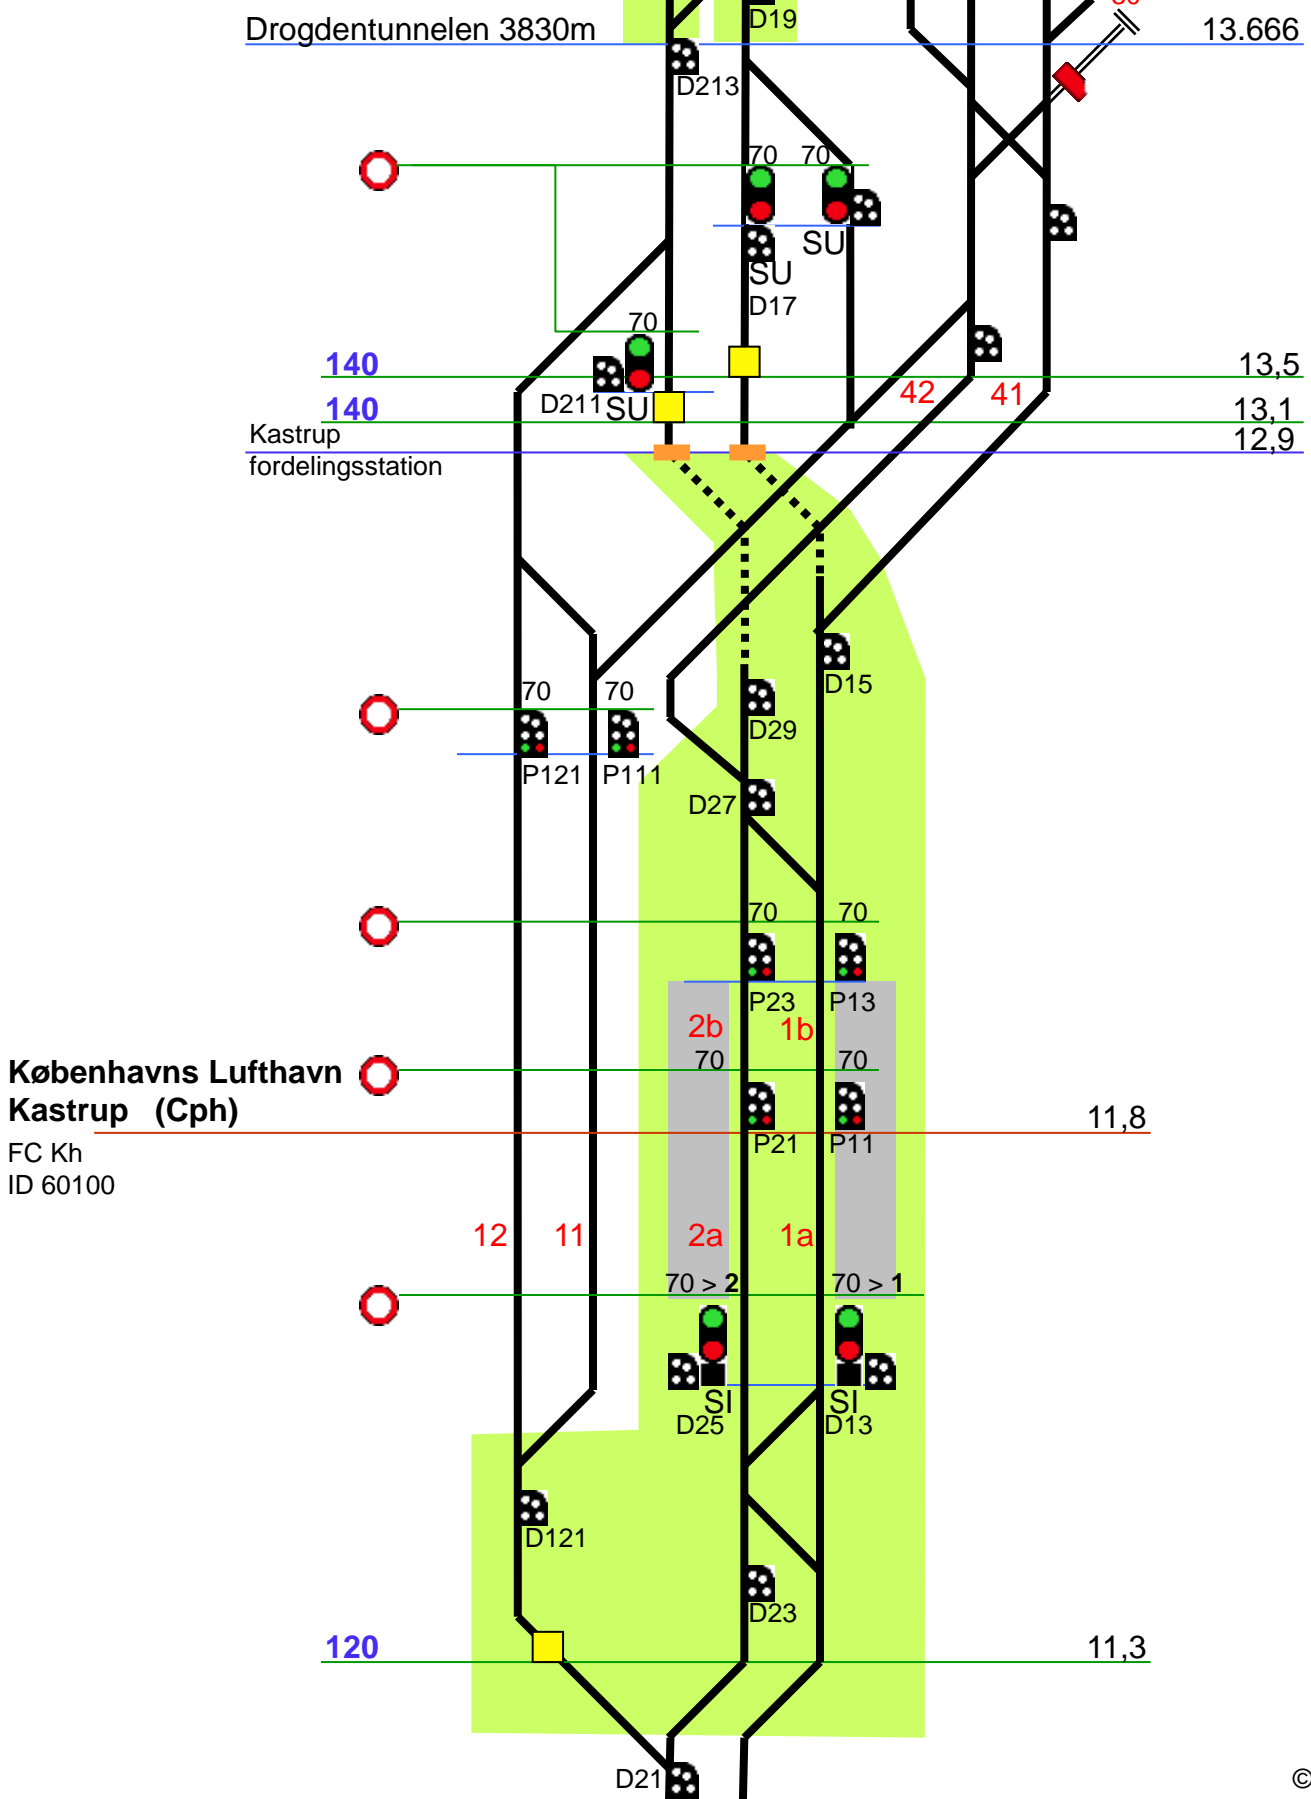 D19
Drogdentunnelen 3830m
13.666
D213
70
70
SU
SU
D17
70
140
13,5
42
41
D211
SU
140
13,1
Kastrup
12,9
fordelingsstation
D15
70
70
D29
P121
P111
D27
70
70
P23
P13
2b
1b
70
70
Københavns Lufthavn
Kastrup (Cph)
11,8
P21
P11
FC Kh
ID 60100
12
11
2a
1a
70 > 2
70 > 1
SI
SI
D25
D13
D121
D23
120
11,3
D21
©